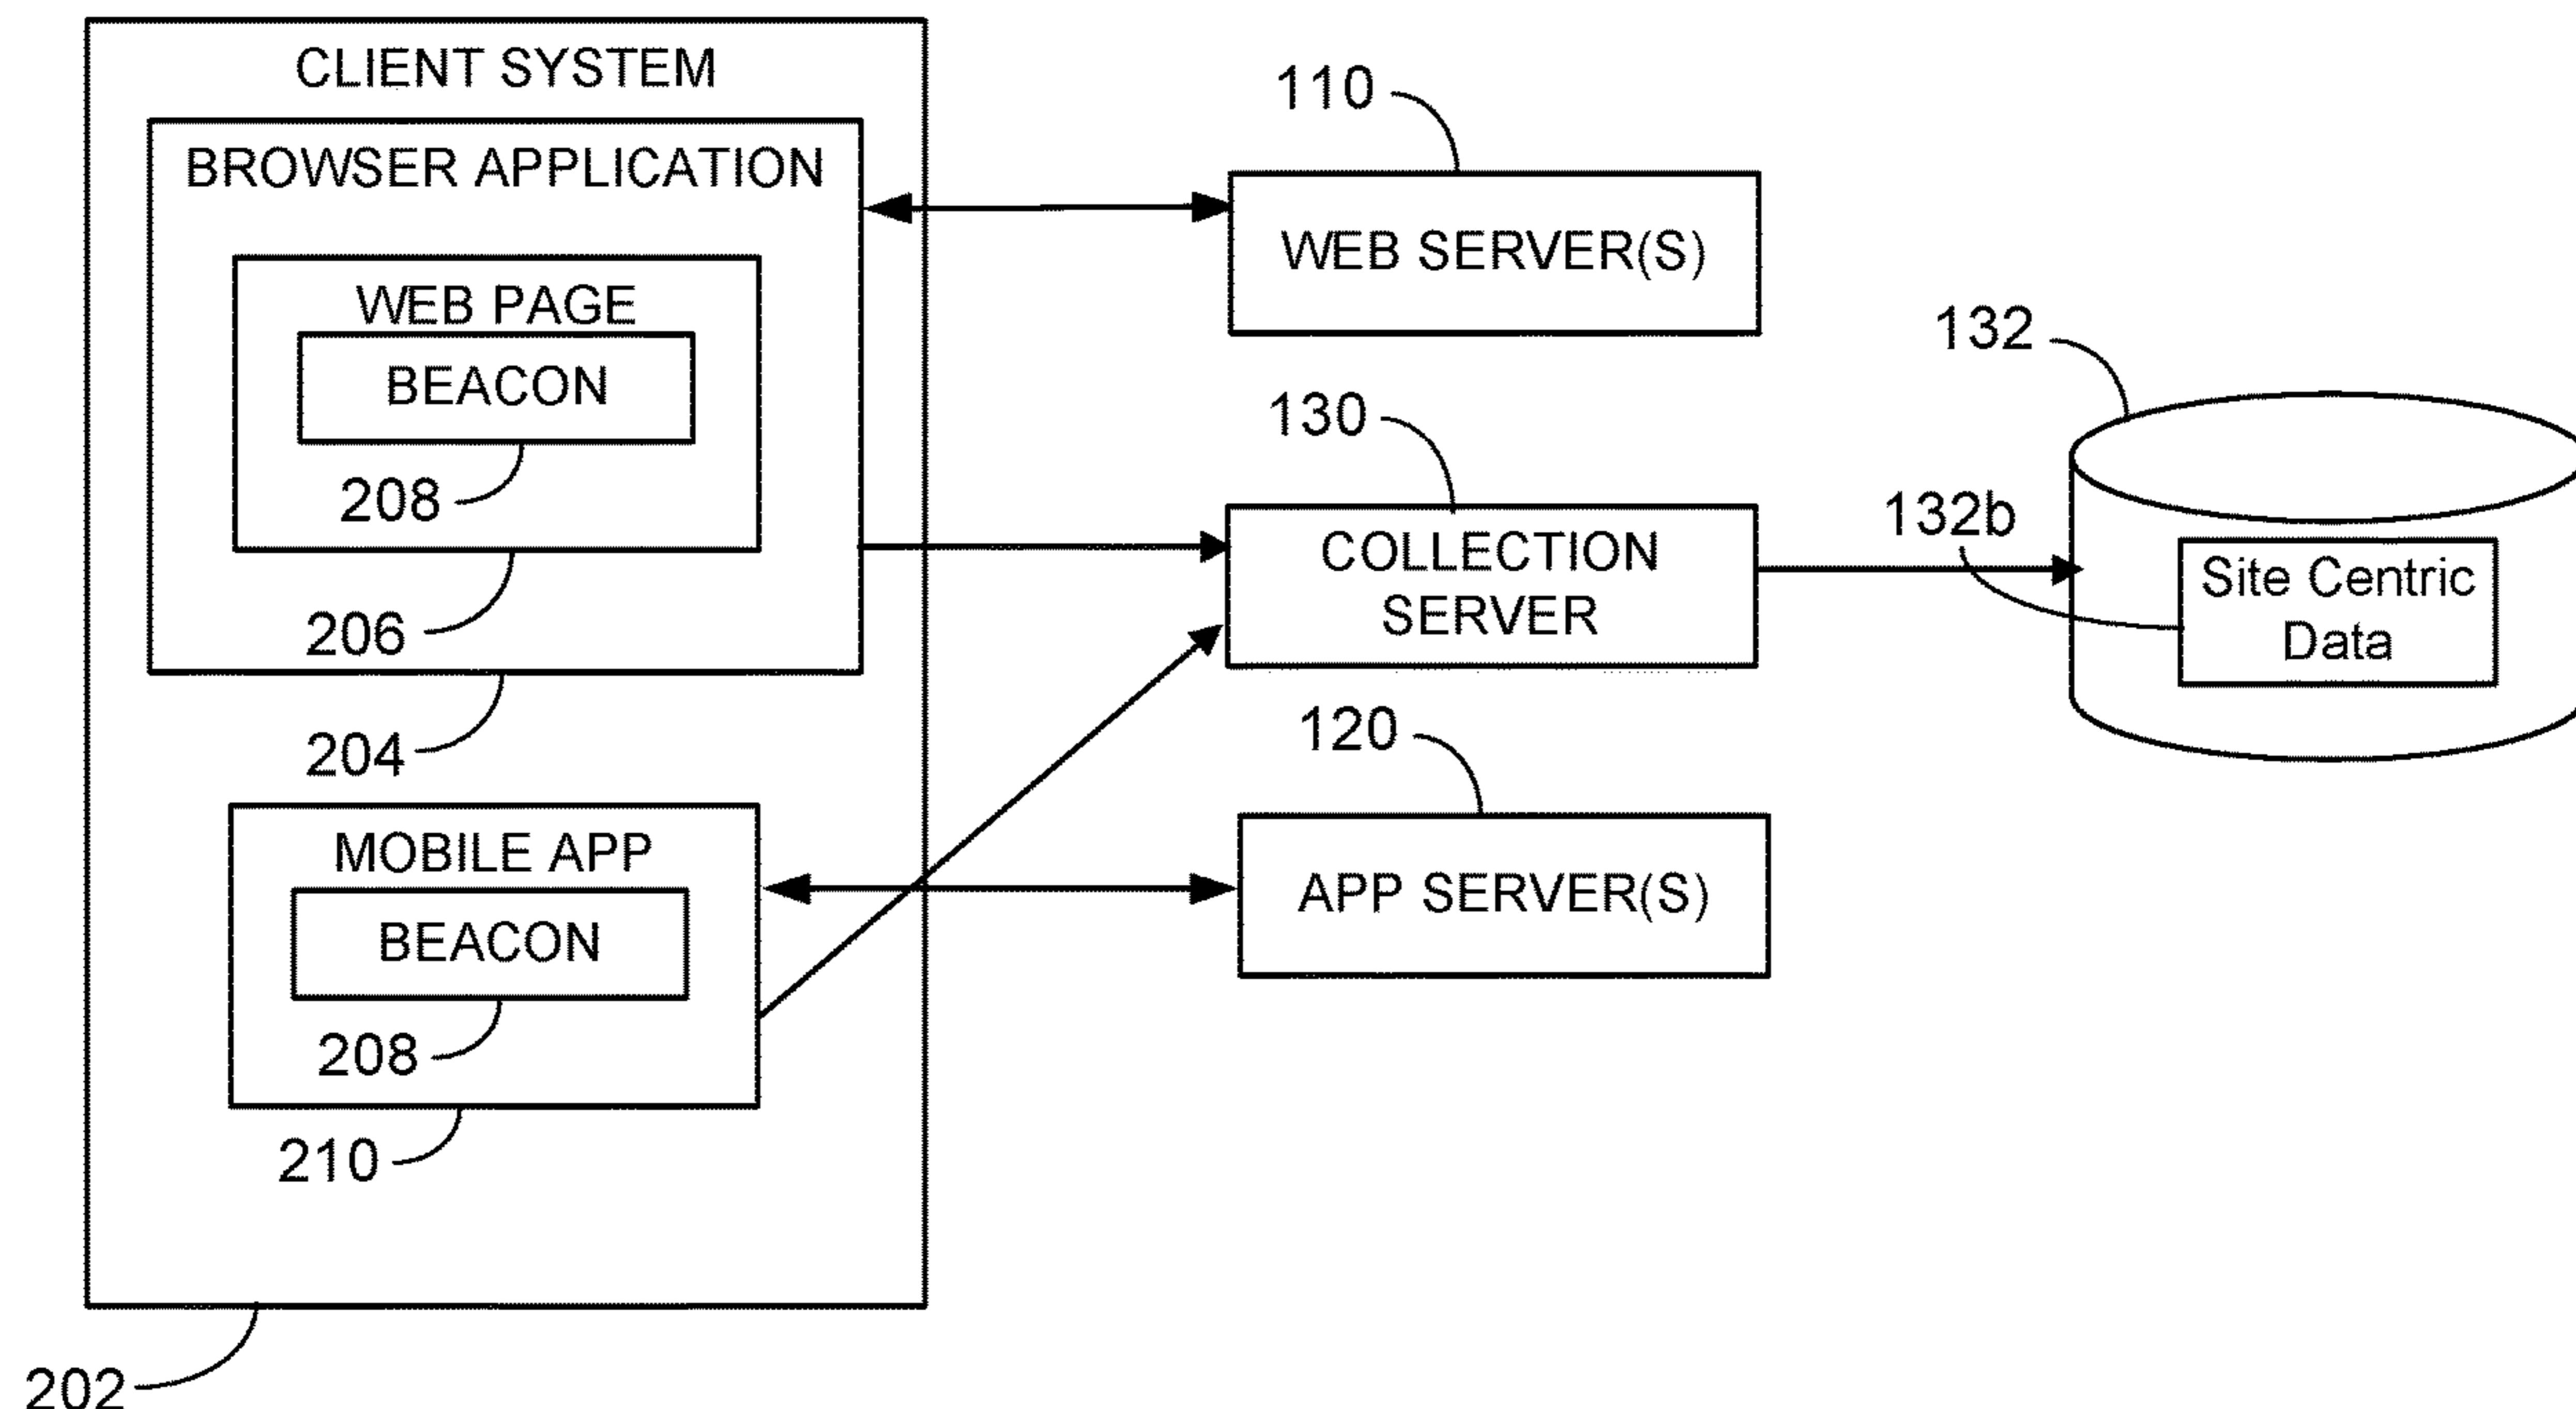 CLIENT SYSTEM
BROWSER APPLICATION
WEB PAGE
BEACON
208
206
204
MOBILE APP
BEACON
208
210
202
110
WEB SERVER(S)
130
COLLECTION
SERVER
120
APP SERVER(S)
132
132b
Site Centric
Data